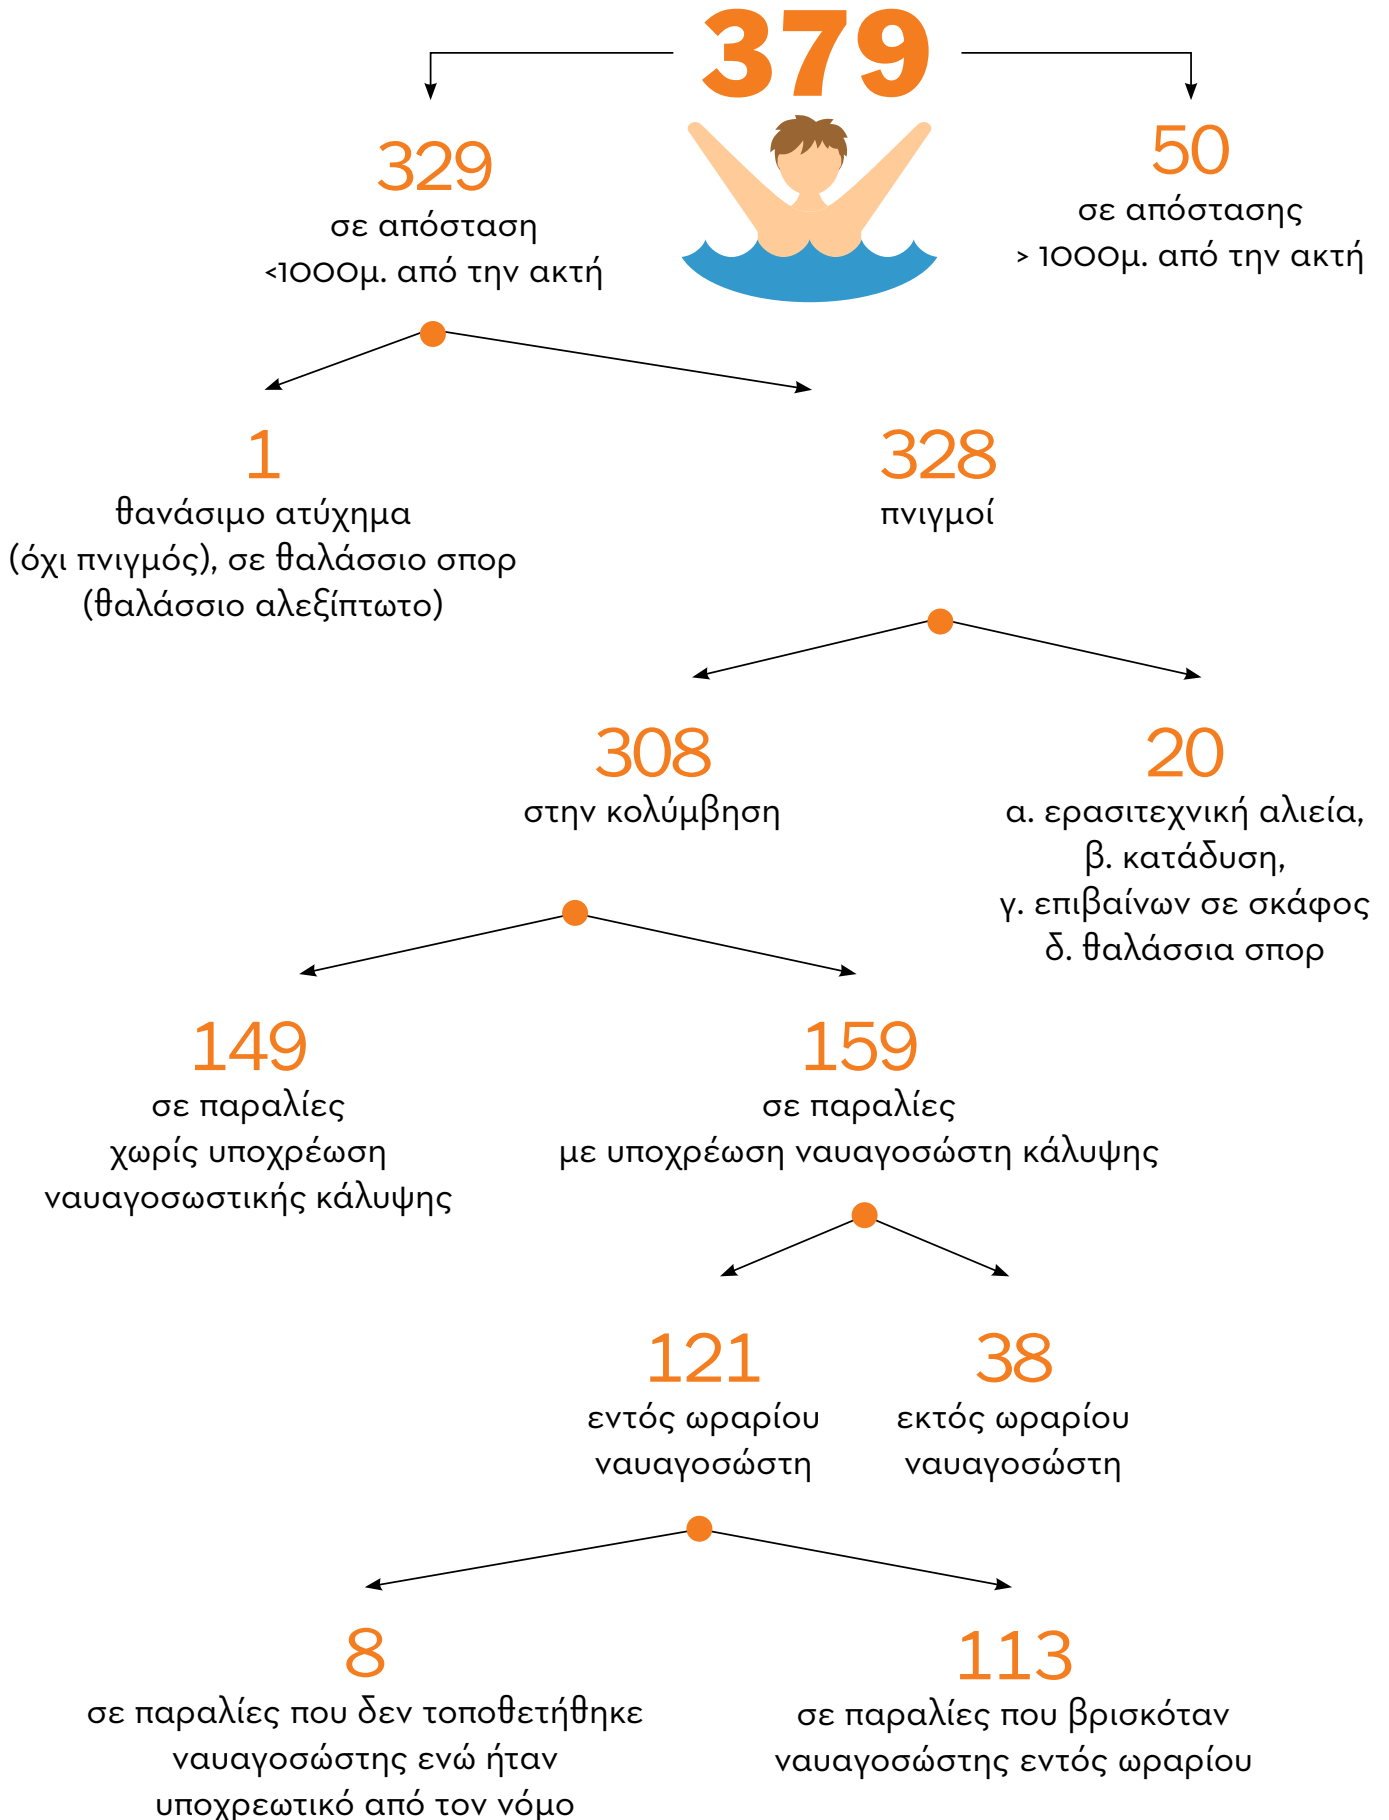 379
329
σε απόσταση
<1000μ. από την ακτή
50
σε απόστασης
> 1000μ. από την ακτή
1
θανάσιμο ατύχημα
(όχι πνιγμός), σε θαλάσσιο σπορ
(θαλάσσιο αλεξίπτωτο)
328
πνιγμοί
308
στην κολύμβηση
20
α. ερασιτεχνική αλιεία,
β. κατάδυση,
γ. επιβαίνων σε σκάφος
δ. θαλάσσια σπορ
149
σε παραλίες
χωρίς υποχρέωση
ναυαγοσωστικής κάλυψης
159
σε παραλίες
με υποχρέωση ναυαγοσώστη κάλυψης
121
εντός ωραρίου
ναυαγοσώστη
38
εκτός ωραρίου
ναυαγοσώστη
8
σε παραλίες που δεν τοποθετήθηκε
ναυαγοσώστης ενώ ήταν
υποχρεωτικό από τον νόμο
113
σε παραλίες που βρισκόταν
ναυαγοσώστης εντός ωραρίου